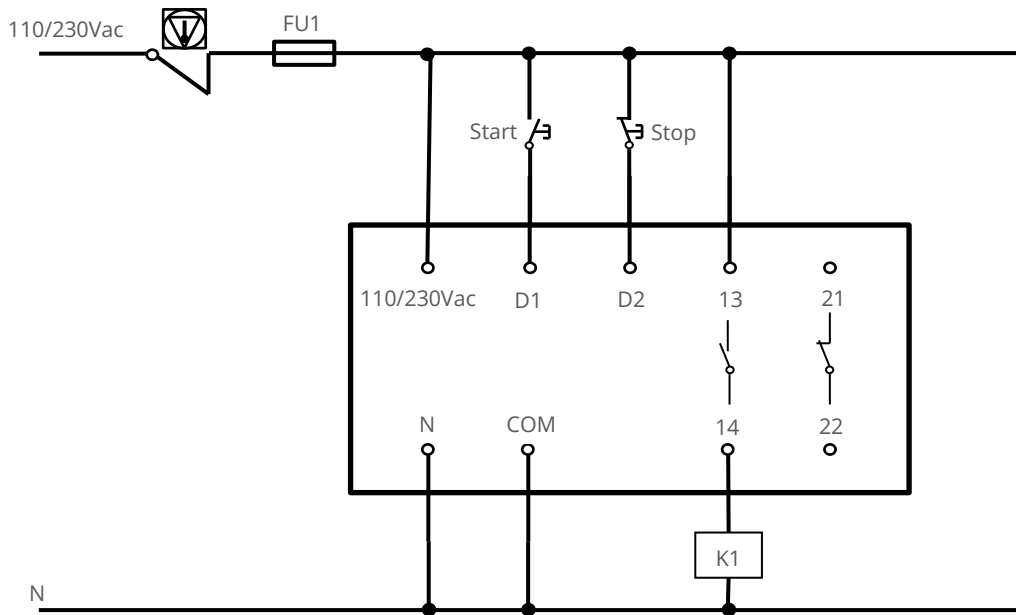 110/230Vac
FU1
Start
Stop
110/230Vac
D1
D2
13
21
N
COM
14
22
K1
N